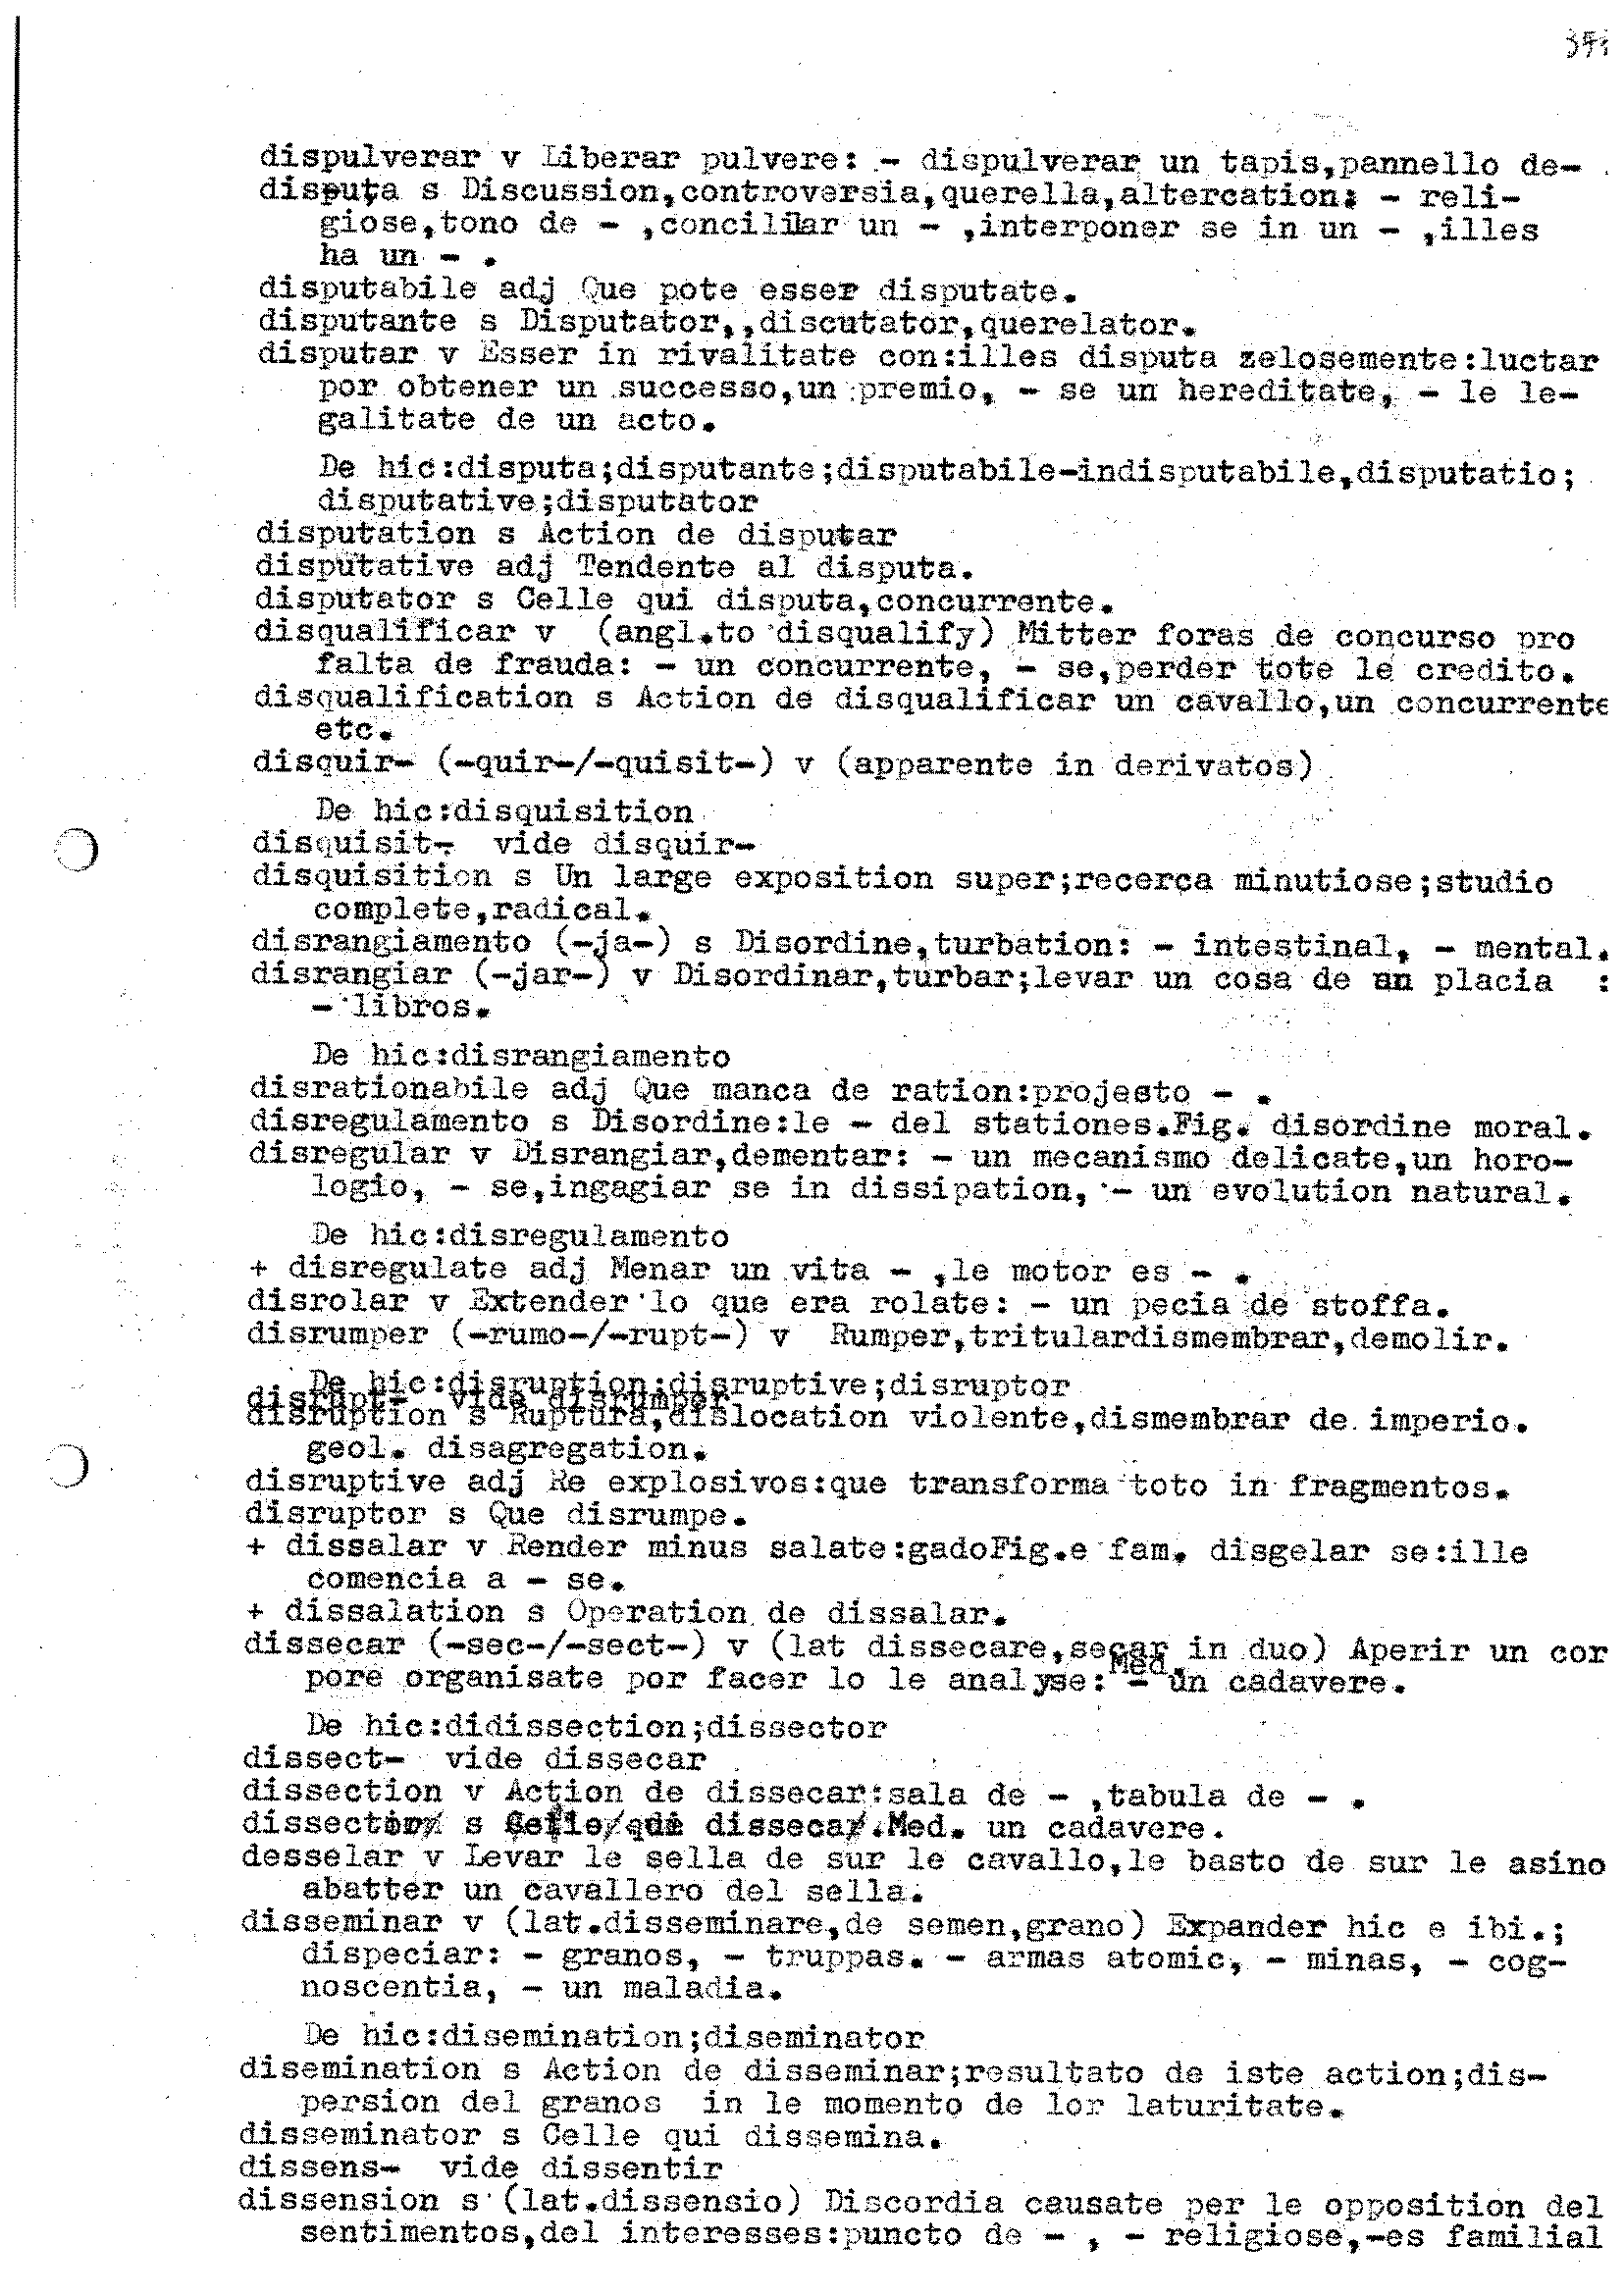 dispulverar v Liberar pulvere: - dispulverar un tapis,pannello de-
disputa s Discussion,controversia,querella,altercation: - reli-
giose,tono de - ,conciliar un - ,interponer se in un - ,illes
ha un - .
disputabile adj Que pote esser disputate.
disputante s Disputator,,discutator,querelator.
disputar v Esser in rivalitate con:illes disputa zelosemente:luctar
por obtener un successo,un premio, - se un hereditate, - le le-
galitate de un acto.
De hic:disputa;disputante;disputabile-indisputabile,disputatio;
disputative;disputator
disputation s Action de disputar
disputative adj Tendente al disputa.
disputator s Celle qui disputa,concurrente.
disqualificar v (angl.to disqualify) Mitter foras de concurso pro
falta de frauda: - un concurrente, - se,perder tote le credito.
disqualification s Action de disqualificar un cavallo,un concurrente
etc.
disquir- (-quir-/-quisit-) v (apparente in derivatos)
De hic:disquisition
disquisit- vide disquir-
disquisition s Un large exposition super;recerca minutiose;studio
complete,radical.
disrangiamento (-ja-) s Disordine,turbation: - intestinal, - mental.
disrangiar (-jar-) v Disordinar,turbar;levar un cosa de un placia :
- libros.
De hic:disrangiamento
disrationabile adj Que manca de ration:projecto - .
disregulamento s Disordine:le - del stationes.Fig. disordine moral.
disregular v Disrangiar,dementar: - un mecanismo delicate,un horo-
logio, - se,ingagiar se in dissipation, - un evolution natural.
De hic:disregulamento
+ disregulate adj Menar un vita - ,le motor es - .
disrolar v Extender lo que era rolate: - un pecia de stoffa.
disrumper (-rumo-/-rupt-) v Rumper,tritulardismembrar,demolir.
De hic:disruption;disruptive;disruptor
disrupt- vide disrumper
disruption s Ruptura,dislocation violente,dismembrar de imperio.
geol. disagregation.
disruptive adj Re explosivos:que transforma toto in fragmentos.
disruptor s Que disrumpe.
+ dissalar v Render minus salate:gadoFig.e fam. disgelar se:ille
comencia a - se.
+ dissalation s Operation de dissalar.
dissecar (-sec-/-sect-) v (lat dissecare,secar in duo) Aperir un cor
pore organisate por facer lo le analyse: Med. - un cadavere.
De hic:didissection;dissector
dissect- vide dissecar
dissection v Action de dissecar:sala de - ,tabula de - .
dissector s Celle qui disseca.Med. un cadavere.
desselar v Levar le sella de sur le cavallo,le basto de sur le asino
abatter un cavallero del sella.
disseminar v (lat.disseminare,de semen,grano) Expander hic e ibi.;
dispeciar: - granos, - truppas. - armas atomic, - minas, - cog-
noscentia, - un maladia.
De hic:disemination;diseminator
disemination s Action de disseminar;resultato de iste action;dis-
persion del granos in le momento de lor laturitate.
disseminator s Celle qui dissemina.
dissens- vide dissentir
dissension s (lat.dissensio) Discordia causate per le opposition del
sentimentos,del interesses:puncto de - , - religiose,-es familial